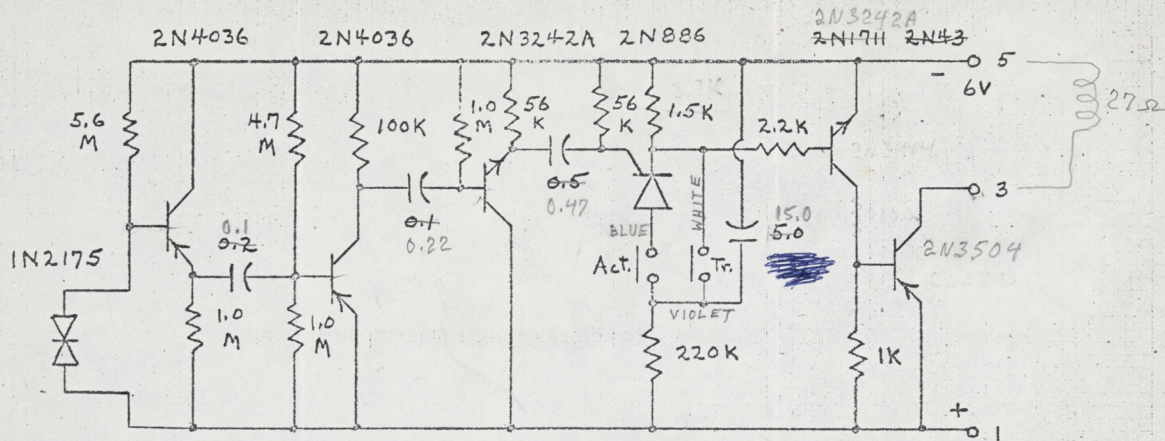 2N3242A
2N4036 2N4036 2N3242A 2N886 2N1711 2N43
5
- 6V
27Ω
5.6 M
4.7 M
100K
1.0 M
56 K
56 K
1.5K
2.2K
0.5
0.47
0.1
0.22
3
WHITE
BLUE
15.0
5.0
0.1
0.2
1N2175
Act.
Tr.
2N3504
VIOLET
1.0 M
1.0 M
220K
1K
+
1